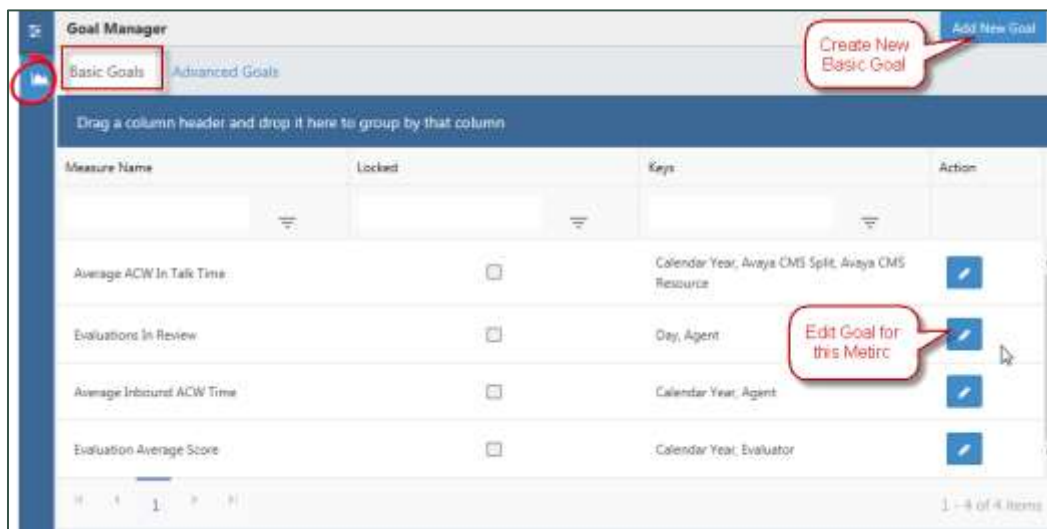 Goal Manager
Add New Goal
Create New
Basic Goal
Basic Goals
Advanced Goals
Drag a column header and drop it here to group by that column
Measure Name
Locked
Keys
Action
Average ACW In Talk Time
Calendar Year, Avaya CMS Split, Avaya CMS
Resource
Evaluations In Review
Day, Agent
Edit Goal for
this Metirc
Average Inbound ACW Time
Calendar Year, Agent
Evaluation Average Score
Calendar Year, Evaluator
1
1 - 4 of 4 items